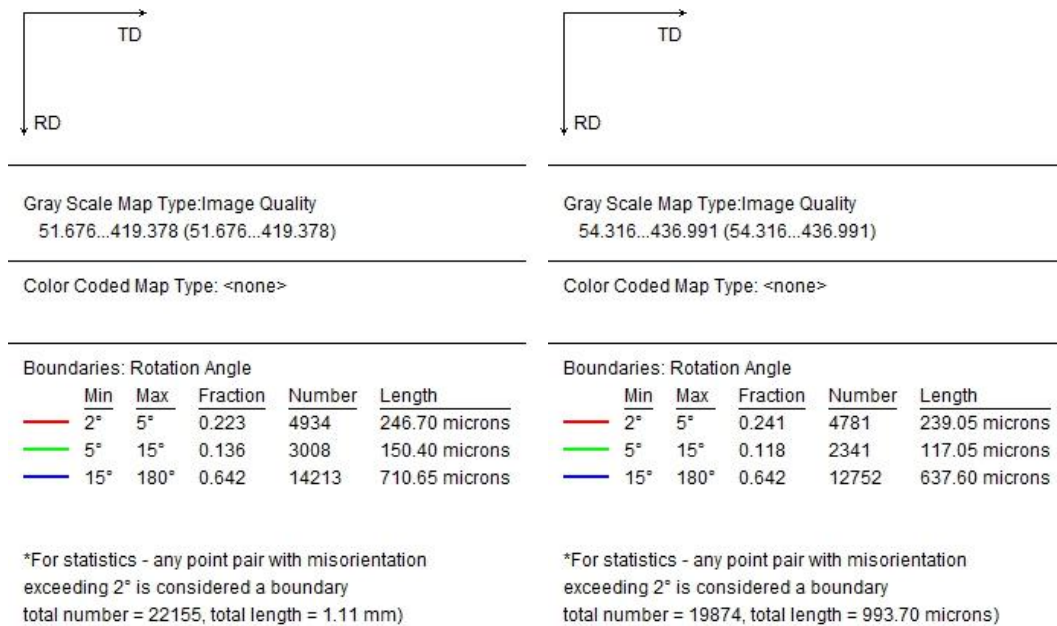 TD
RD
Gray Scale Map Type:Image Quality
51.676...419.378 (51.676...419.378)
Color Coded Map Type: <none>
Boundaries: Rotation Angle
Min Max Fraction Number Length
2° 5° 0.223 4934 246.70 microns
5° 15° 0.136 3008 150.40 microns
15° 180° 0.642 14213 710.65 microns
*For statistics - any point pair with misorientation
exceeding 2° is considered a boundary
total number = 22155, total length = 1.11 mm)
TD
RD
Gray Scale Map Type:Image Quality
54.316...436.991 (54.316...436.991)
Color Coded Map Type: <none>
Boundaries: Rotation Angle
Min Max Fraction Number Length
2° 5° 0.241 4781 239.05 microns
5° 15° 0.118 2341 117.05 microns
15° 180° 0.642 12752 637.60 microns
*For statistics - any point pair with misorientation
exceeding 2° is considered a boundary
total number = 19874, total length = 993.70 microns)